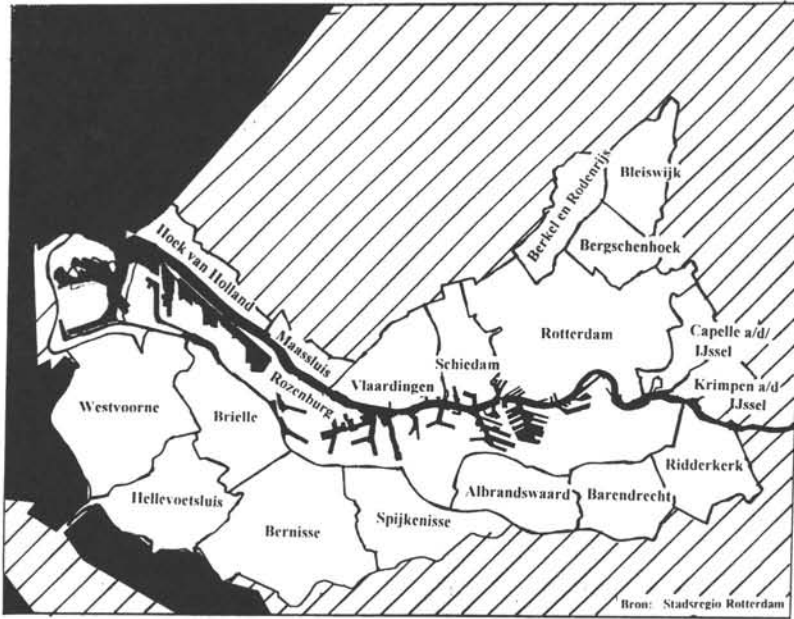 Bleiswijk
Berkel en Rodenrijs
Bergschenhoek
Hoek van Holland
Rotterdam
Capelle a/d/
IJssel
Maassluis
Schiedam
Vlaardingen
Krimpen a/d
IJssel
Rozenburg
Westvoorne
Brielle
Ridderkerk
Hellevoetsluis
Albrandswaard
Barendrecht
Bernisse
Spijkenisse
Bron: Stadsregio Rotterdam